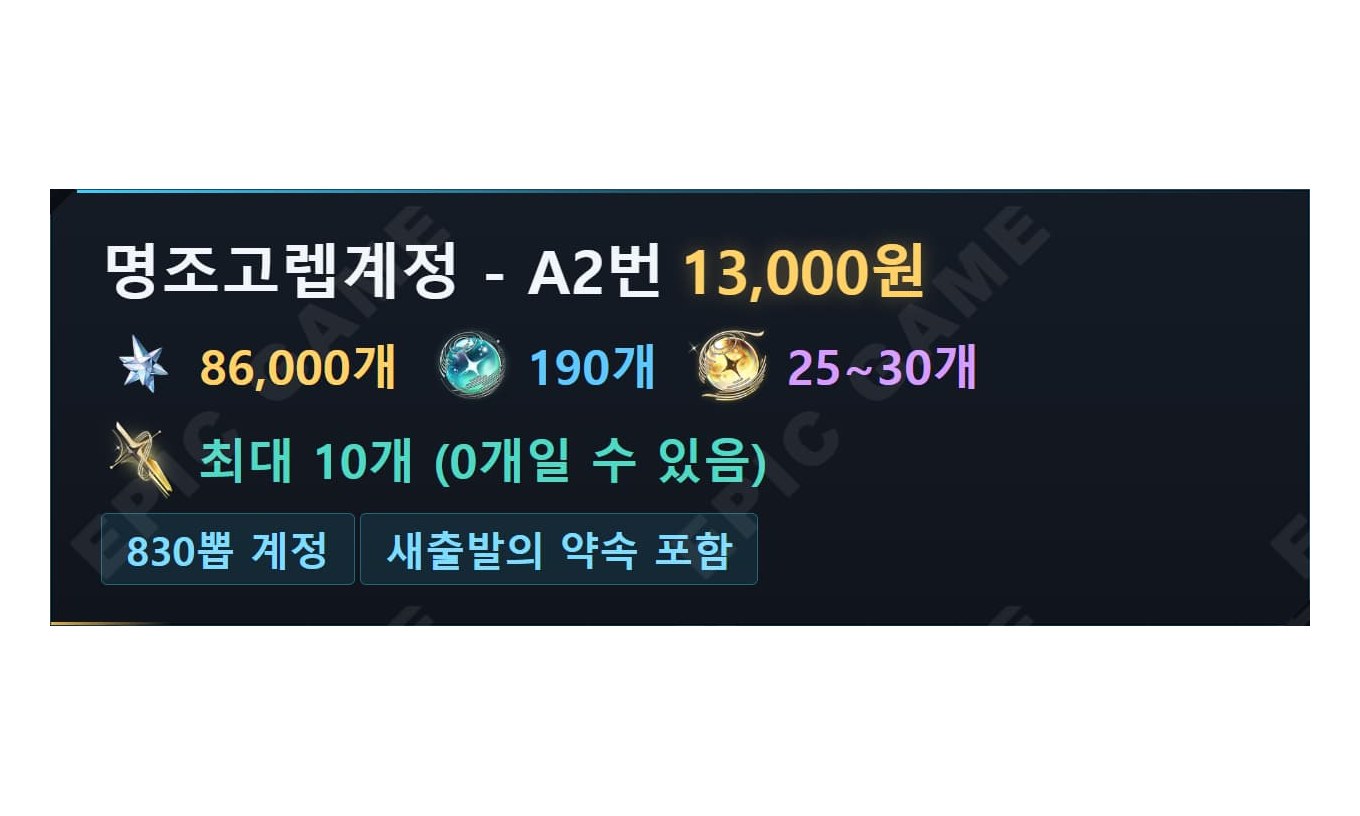 명조고렙계정 - A2번 13,000원
86,000개 190개 25~30개
최대 10개 (0개일 수 있음)
830뽑 계정 새출발의 약속 포함
EPIC GAME
EPIC GAME